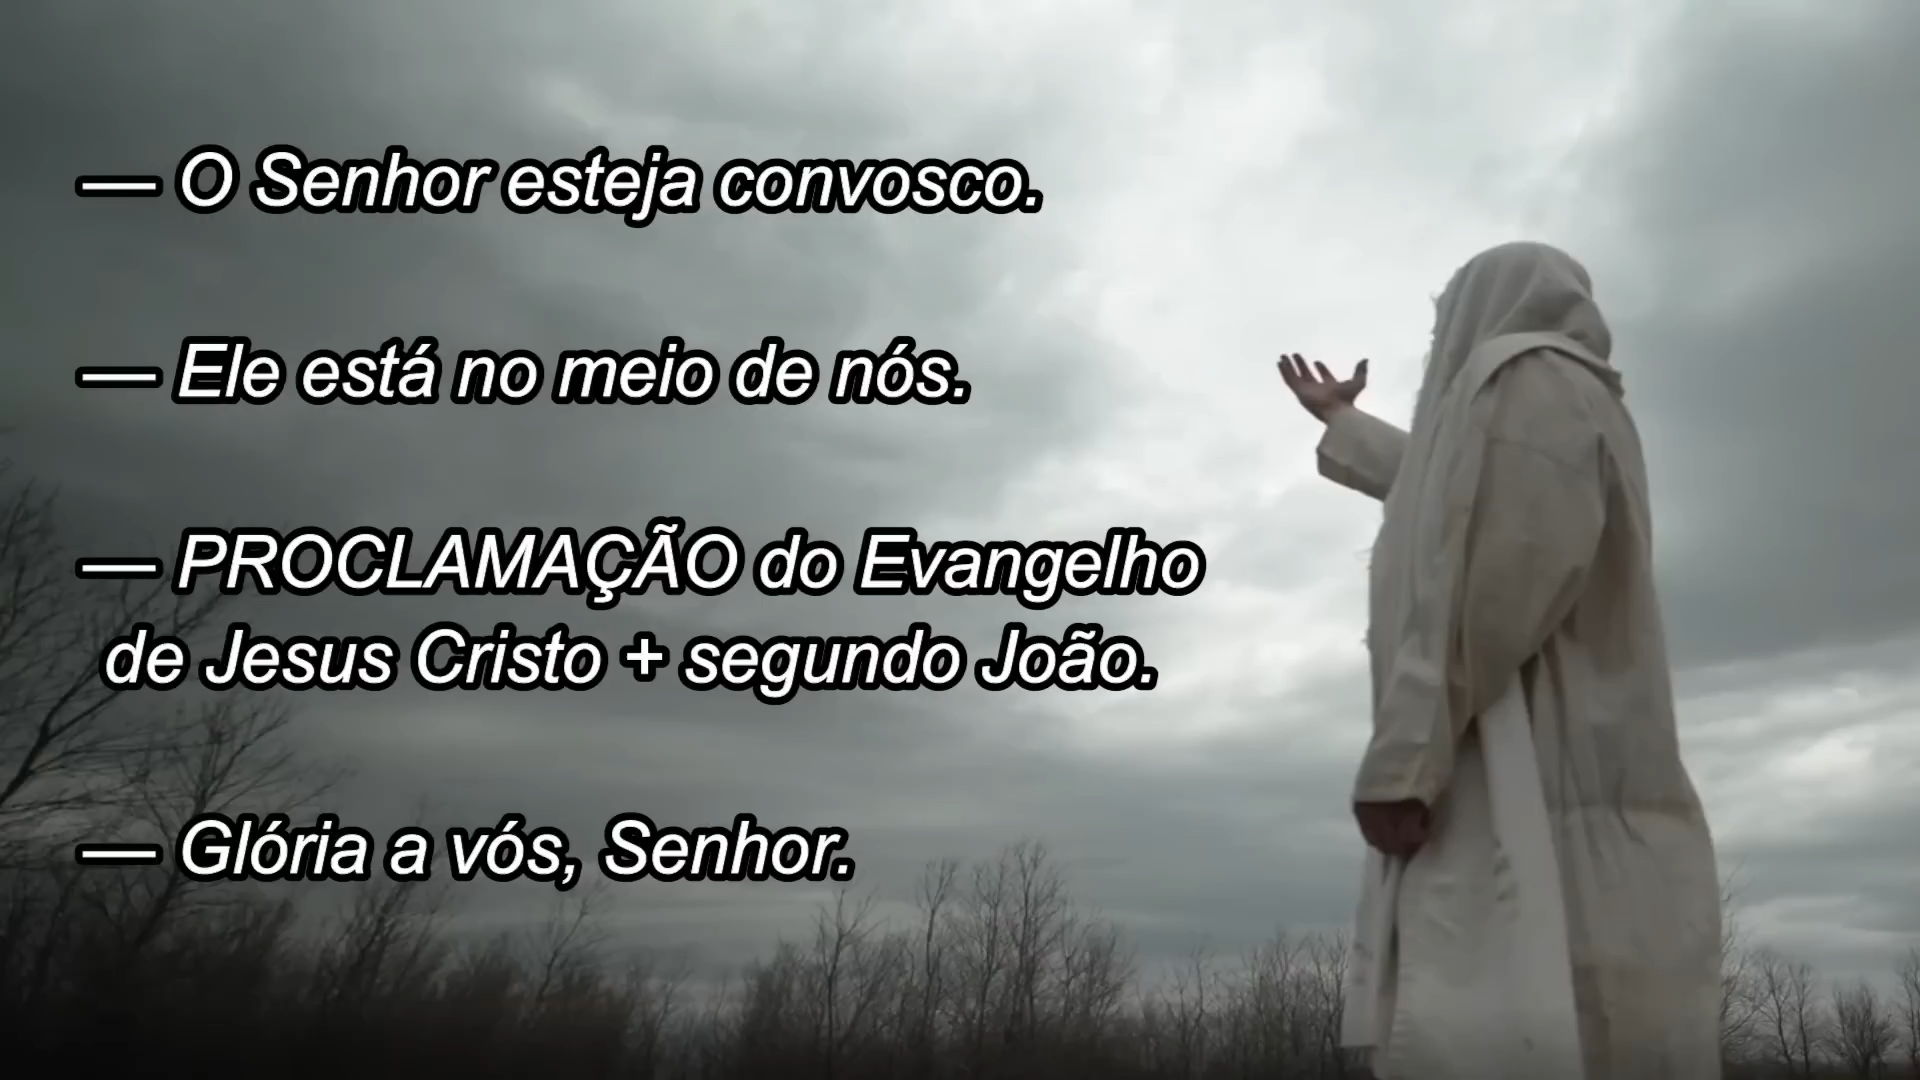 — O Senhor esteja convosco.
— Ele está no meio de nós.
— PROCLAMAÇÃO do Evangelho
de Jesus Cristo + segundo João.
— Glória a vós, Senhor.